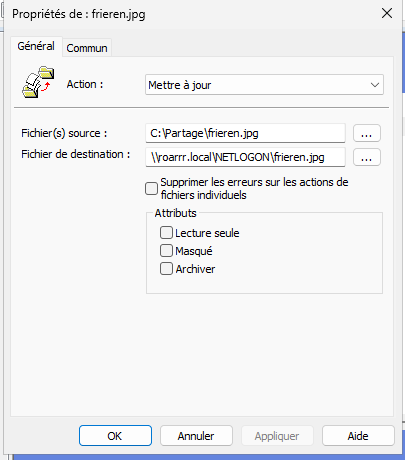 Propriétés de : frieren.jpg
Général
Commun
Action :
Mettre à jour
Fichier(s) source :
C:\Partage\frieren.jpg
...
Fichier de destination :
\\roarrr.local\NETLOGON\frieren.jpg
...
Supprimer les erreurs sur les actions de
fichiers individuels
Attributs
Lecture seule
Masqué
Archiver
OK
Annuler
Appliquer
Aide